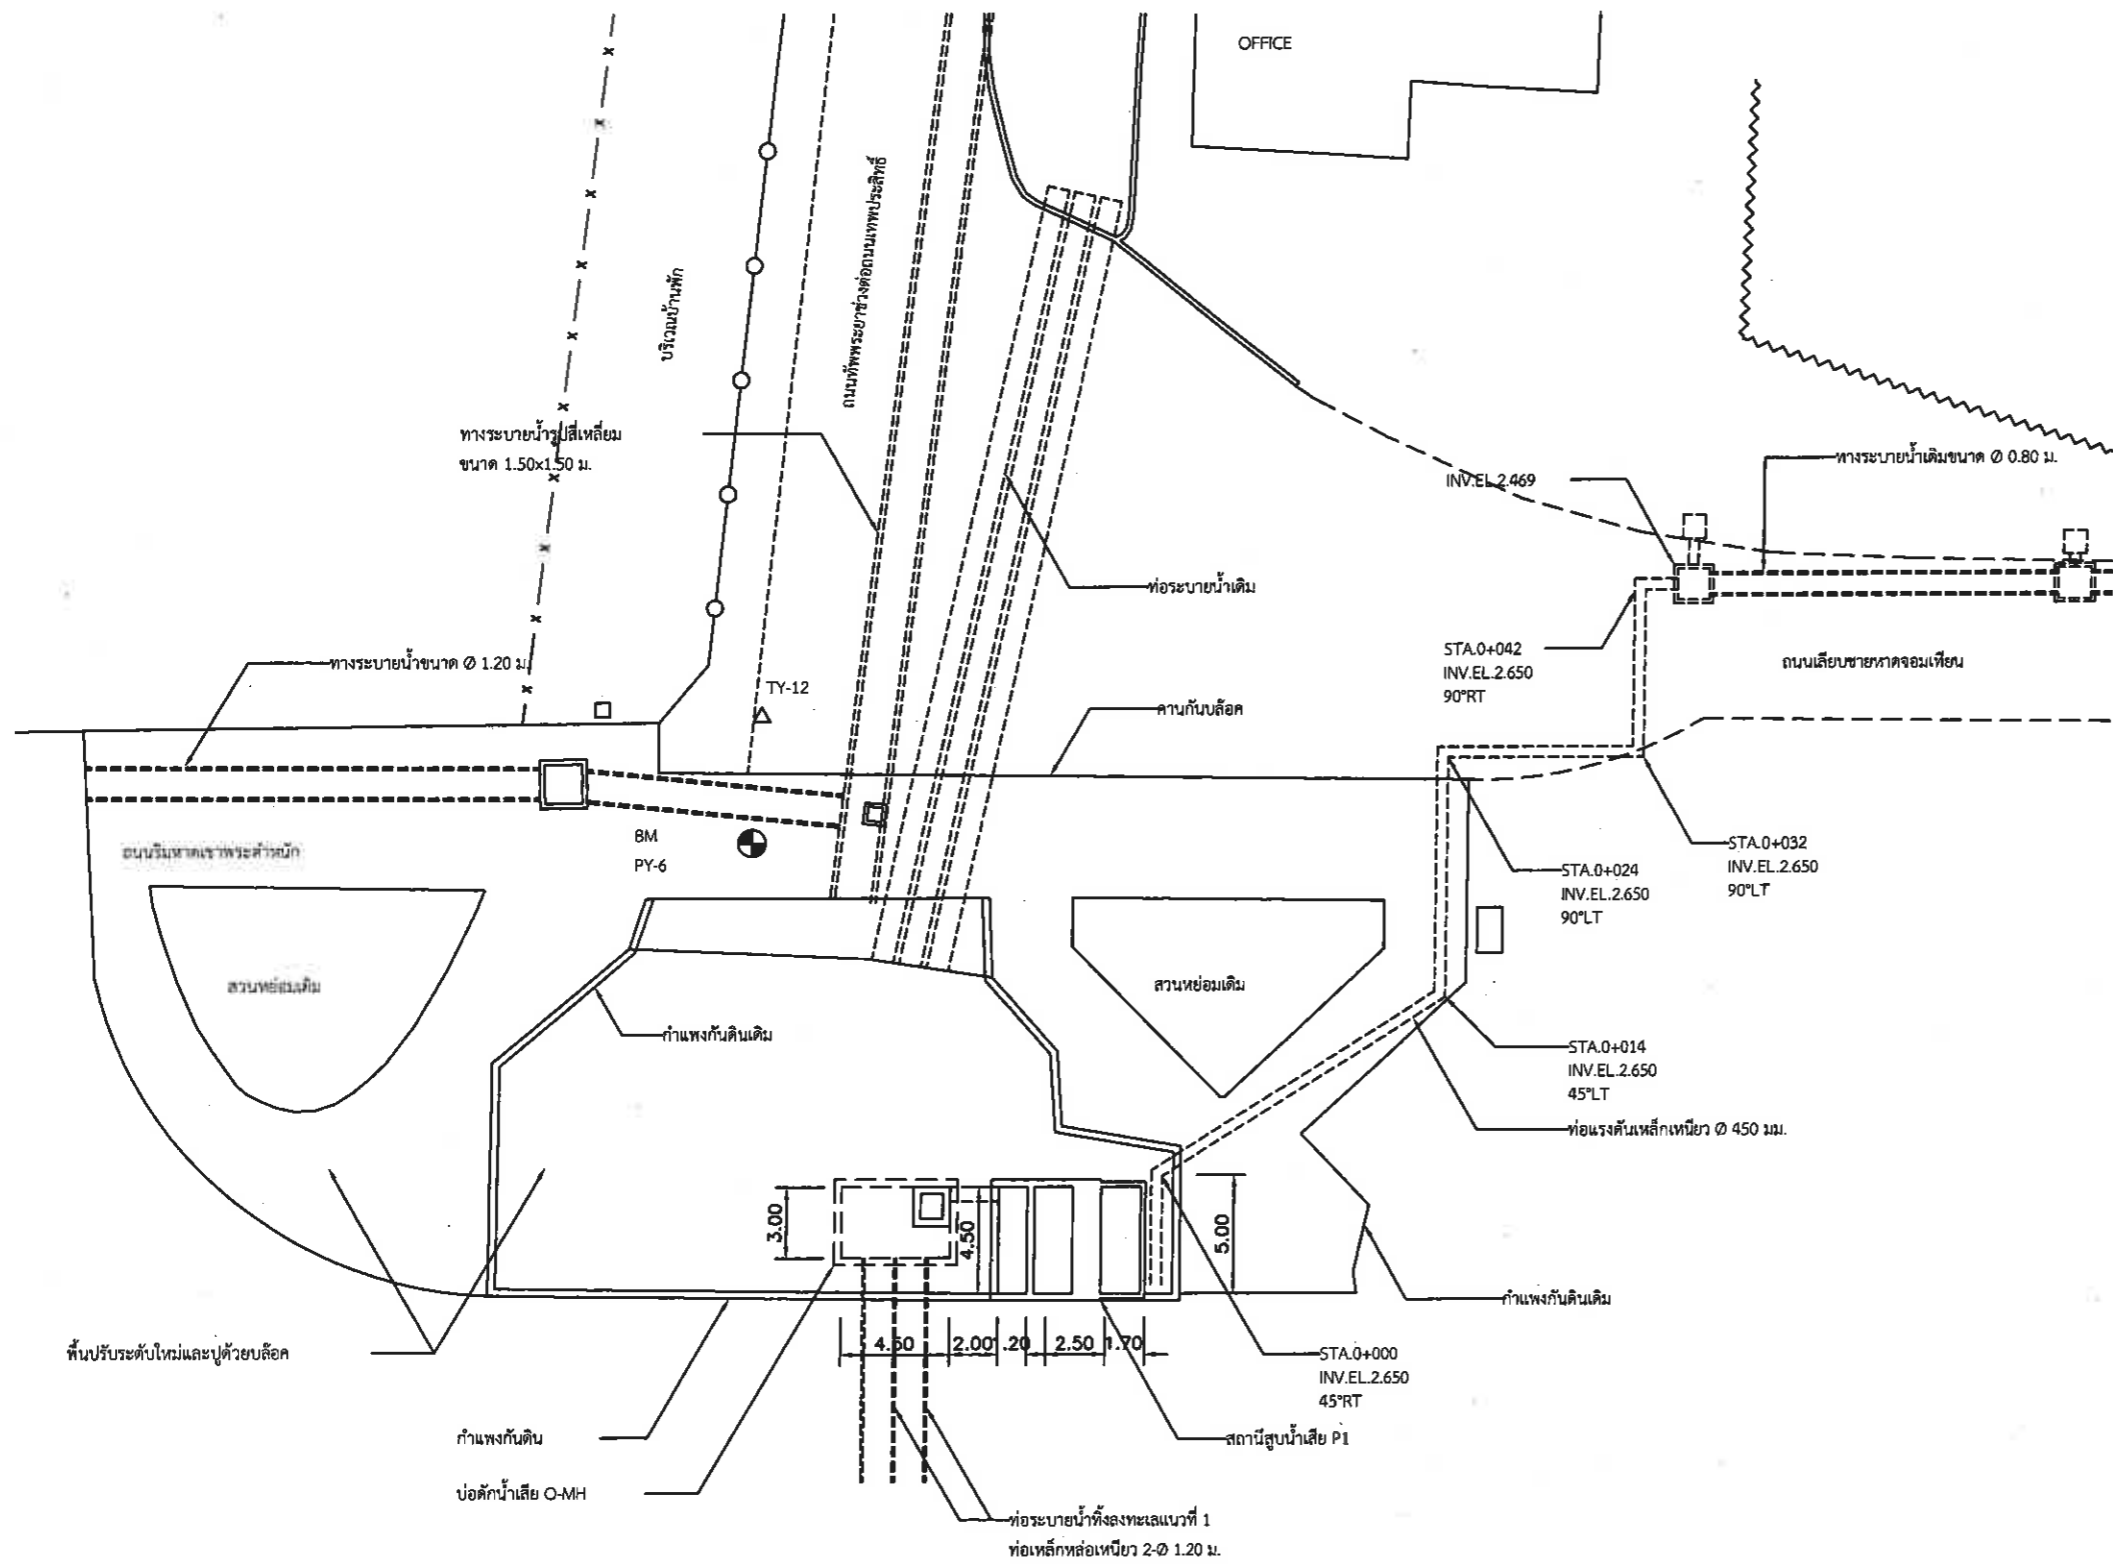 OFFICE
ถนนทัพพระยาช่วงต่อถนนเทพประสิทธิ์
บริเวณบ้านพัก
ทางระบายน้ำรูปสี่เหลี่ยม
ขนาด 1.50x1.50 ม.
ทางระบายน้ำเดิมขนาด Ø 0.80 ม.
INV.EL.2.469
ท่อระบายน้ำเดิม
STA.0+042
INV.EL.2.650
90°RT
ถนนเลียบชายหาดจอมเทียน
ทางระบายน้ำขนาด Ø 1.20 ม.
TY-12
คานกันบล๊อค
BM
PY-6
STA.0+032
INV.EL.2.650
90°LT
STA.0+024
INV.EL.2.650
90°LT
ถนนริมหาดเขาพระตำหนัก
สวนหย่อมเดิม
สวนหย่อมเดิม
กำแพงกันดินเดิม
STA.0+014
INV.EL.2.650
45°LT
ท่อแรงดันเหล็กเหนียว Ø 450 มม.
3.00
4.50
5.00
กำแพงกันดินเดิม
4.50
2.00
.20
2.50
1.70
พื้นปรับระดับใหม่และปูด้วยบล๊อค
STA.0+000
INV.EL.2.650
45°RT
กำแพงกันดิน
สถานีสูบน้ำเสีย P1
บ่อดักน้ำเสีย O-MH
ท่อระบายน้ำทิ้งลงทะเลแนวที่ 1
ท่อเหล็กหล่อเหนียว 2-Ø 1.20 ม.